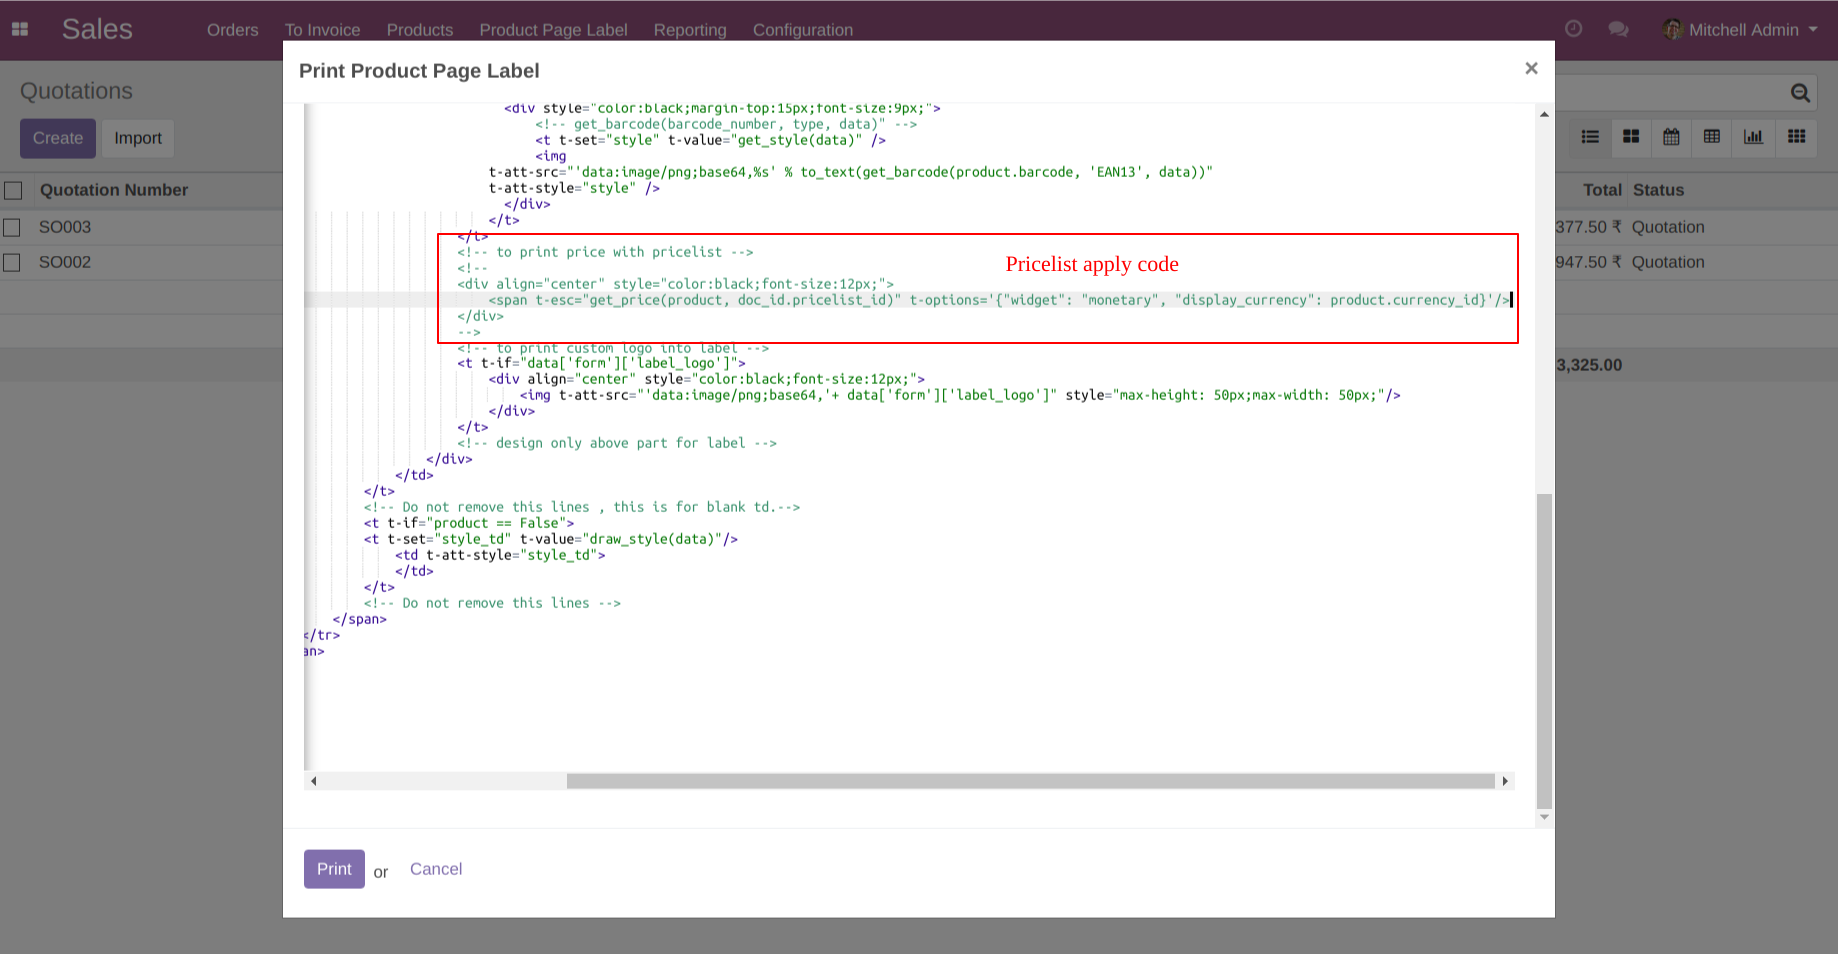 Sales
Orders
To Invoice
Products
Product Page Label
Reporting
Configuration
Mitchell Admin
Quotations
Create
Import
Quotation Number
Total
Status
SO003
377.50 ₹
Quotation
SO002
947.50 ₹
Quotation
3,325.00
Print Product Page Label
×
<div style="color:black;margin-top:15px;font-size:9px;">
<!-- get_barcode(barcode_number, type, data)" -->
<t t-set="style" t-value="get_style(data)" />
<img
t-att-src="'data:image/png;base64,%s' % to_text(get_barcode(product.barcode, 'EAN13', data))"
t-att-style="style" />
</div>
</t>
</t>
<!-- to print price with pricelist -->
Pricelist apply code
<!--
<div align="center" style="color:black;font-size:12px;">
<span t-esc="get_price(product, doc_id.pricelist_id)" t-options='{"widget": "monetary", "display_currency": product.currency_id}'/>
</div>
-->
<!-- to print custom logo into label -->
<t t-if="data['form']['label_logo']">
<div align="center" style="color:black;font-size:12px;">
<img t-att-src="'data:image/png;base64,'+ data['form']['label_logo']" style="max-height: 50px;max-width: 50px;"/>
</div>
</t>
<!-- design only above part for label -->
</div>
</td>
</t>
<!-- Do not remove this lines , this is for blank td.-->
<t t-if="product == False">
<t t-set="style_td" t-value="draw_style(data)"/>
<td t-att-style="style_td">
</td>
</t>
<!-- Do not remove this lines -->
</span>
</tr>
an>
Print
or
Cancel